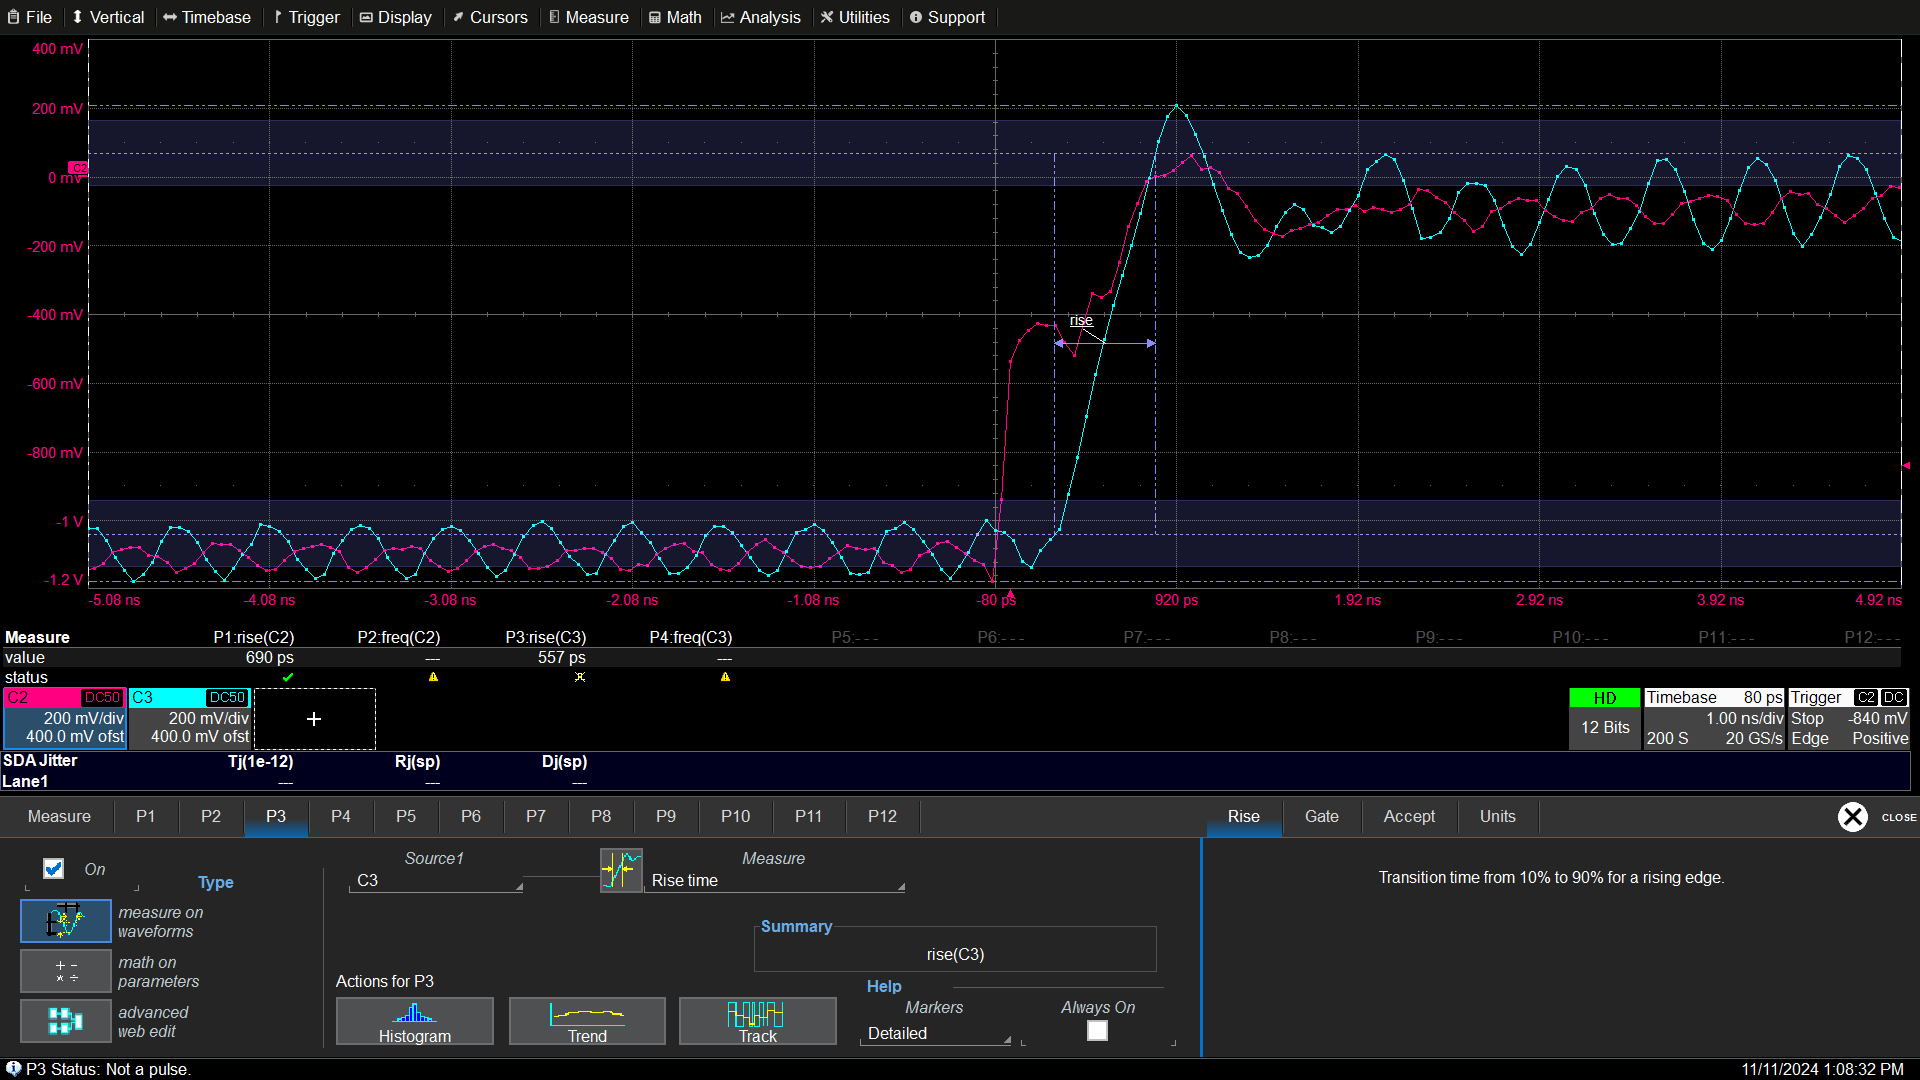 File Vertical Timebase Trigger Display Cursors Measure Math Analysis Utilities Support
400 mV
200 mV
C2
0 mV
-200 mV
-400 mV
rise
-600 mV
-800 mV
-1 V
-1.2 V
-5.08 ns -4.08 ns -3.08 ns -2.08 ns -1.08 ns -80 ps 920 ps 1.92 ns 2.92 ns 3.92 ns 4.92 ns
Measure P1:rise(C2) P2:freq(C2) P3:rise(C3) P4:freq(C3) P5:- - - P6:- - - P7:- - - P8:- - - P9:- - - P10:- - - P11:- - - P12:- - -
value 690 ps --- 557 ps ---
status
C2 DC50 C3 DC50 HD Timebase 80 ps Trigger C2 DC
200 mV/div 200 mV/div + 12 Bits 1.00 ns/div Stop -840 mV
400.0 mV ofst 400.0 mV ofst 200 S 20 GS/s Edge Positive
SDA Jitter Tj(1e-12) Rj(sp) Dj(sp)
Lane1 --- --- ---
Measure P1 P2 P3 P4 P5 P6 P7 P8 P9 P10 P11 P12 Rise Gate Accept Units CLOSE
On
Type
measure on
waveforms
math on
parameters
advanced
web edit
Source1 Measure
C3 Rise time
Summary
rise(C3)
Actions for P3
Histogram Trend Track
Help
Markers Always On
Detailed
Transition time from 10% to 90% for a rising edge.
P3 Status: Not a pulse. 11/11/2024 1:08:32 PM